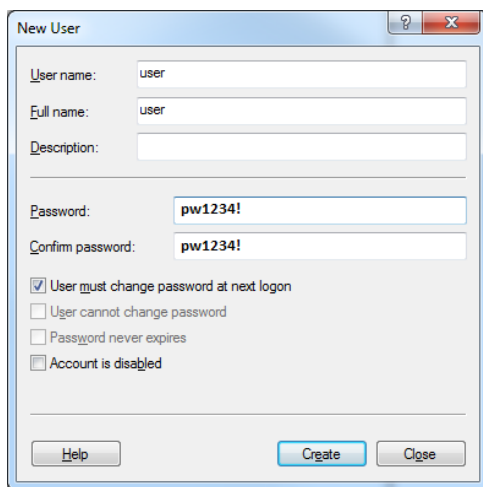 New User
User name: user
Full name: user
Description:
Password: pw1234!
Confirm password: pw1234!
User must change password at next logon
User cannot change password
Password never expires
Account is disabled
Help Create Close